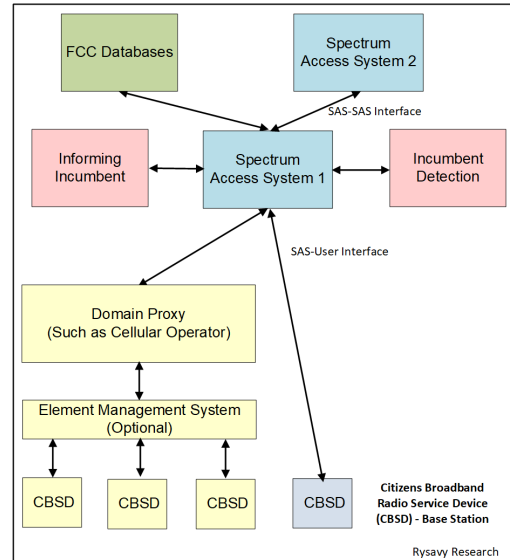 FCC Databases
Spectrum
Access System 2
SAS-SAS Interface
Informing
Incumbent
Spectrum
Access System 1
Incumbent
Detection
SAS-User Interface
Domain Proxy
(Such as Cellular Operator)
Element Management System
(Optional)
CBSD
CBSD
CBSD
CBSD
Citizens Broadband
Radio Service Device
(CBSD) - Base Station
Rysavy Research